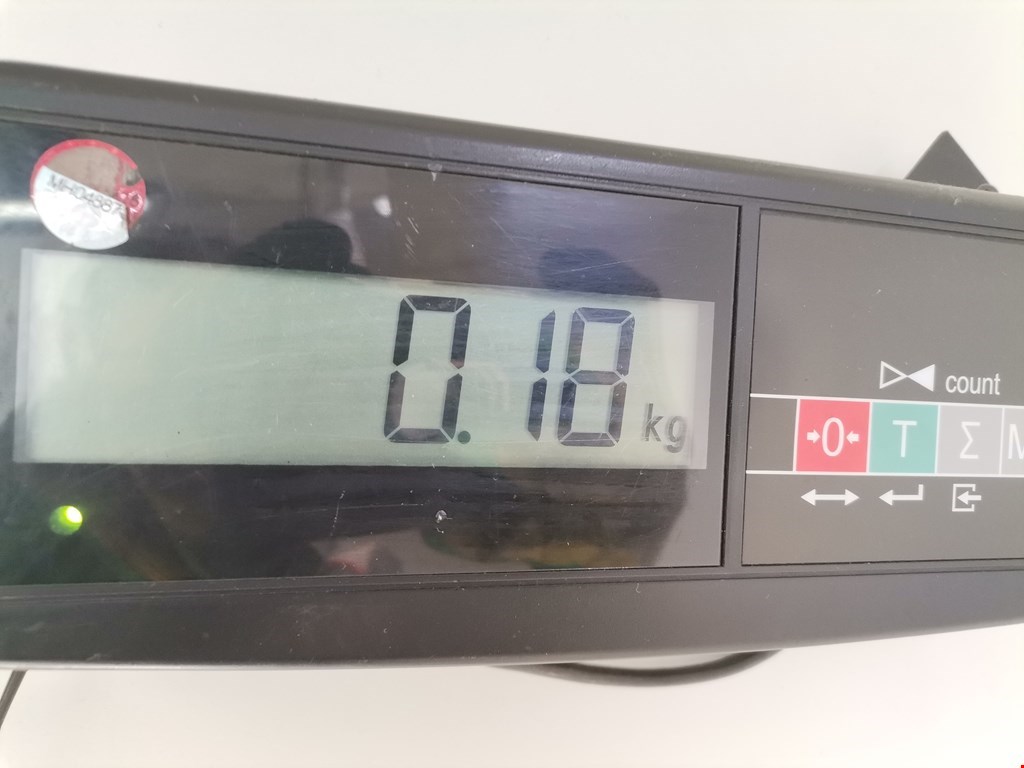 0.18 kg
count
→0← T Σ M